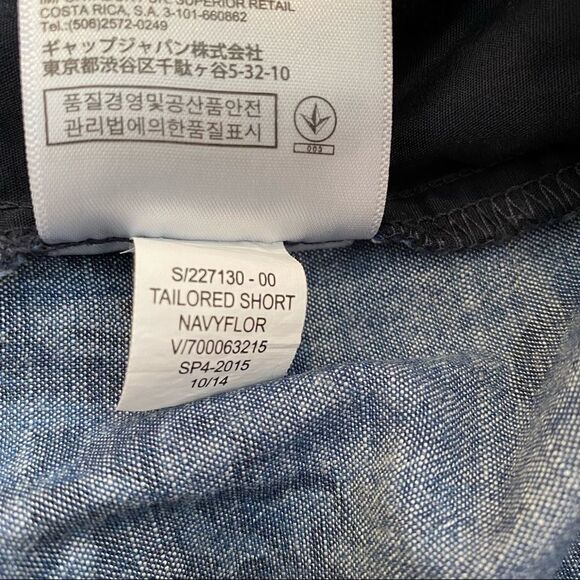 SUPERIOR RETAIL
COSTA RICA, S.A. 3-101-660862
TEL: (506)2572-0249
ギャップジャパン株式会社
東京都渋谷区千駄ヶ谷5-32-10
품질경영및공산품안전
관리법에의한품질표시
003
S/227130 - 00
TAILORED SHORT
NAVYFLOR
V/700063215
SP4-2015
10/14